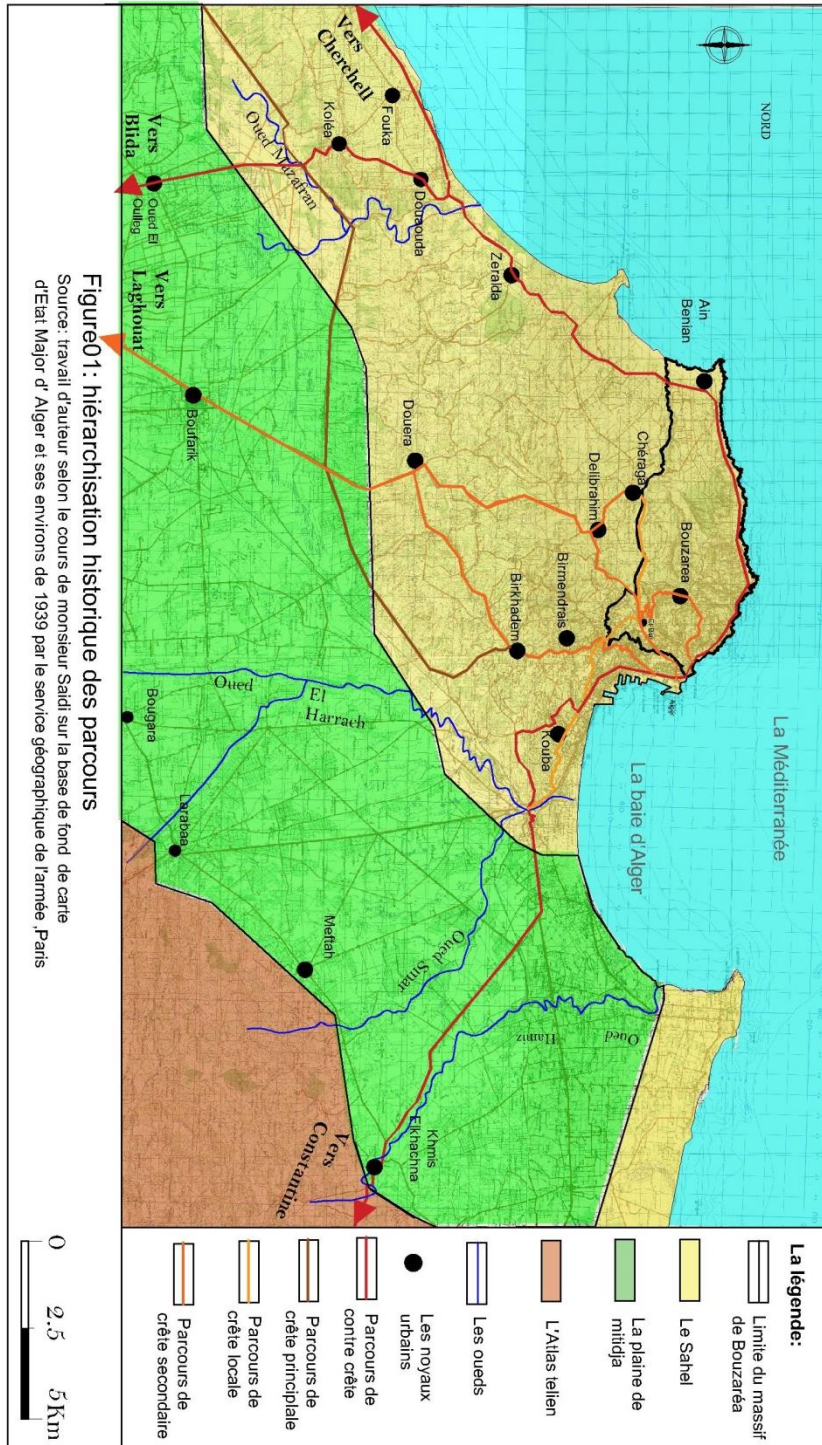 NORD
La Méditerranée
La baie d'Alger
Ain
Benian
Bouzarea
Chéraga
Delibrahim
Birmendrais
Birkhadem
Kouba
Zeralda
Douaouda
Fouka
Koléa
Douera
Boufarik
Oued El
Oulleg
Bougara
Larabaa
Meftah
Khmis
Elkhachna
Vers
Cherchell
Vers
Blida
Vers
Laghouat
Vers
Constantine
Oued Mazafran
Oued
El
Harrach
Oued
Smar
Oued
Hamiz
La légende:
Limite du massif
de Bouzaréa
Le Sahel
La plaine de
mitidja
L'Atlas telien
Les oueds
Les noyaux
urbains
Parcours de
contre crête
Parcours de
crête principale
Parcours de
crête locale
Parcours de
crête secondaire
0 2.5 5Km
Figure01: hiérarchisation historique des parcours
Source: travail d'auteur selon le cours de monsieur Saidi sur la base de fond de carte
d'Etat Major d' Alger et ses environs de 1939 par le service géographique de l'armée ,Paris